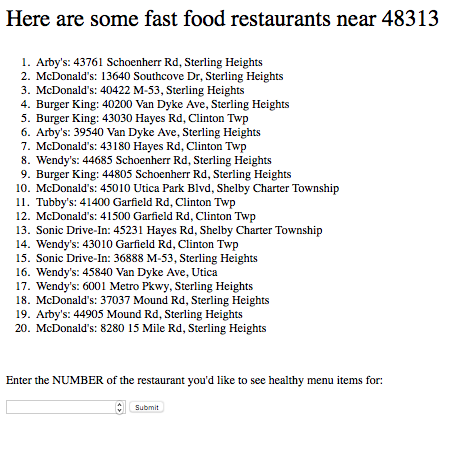 Here are some fast food restaurants near 48313
1. Arby's: 43761 Schoenherr Rd, Sterling Heights
2. McDonald's: 13640 Southcove Dr, Sterling Heights
3. McDonald's: 40422 M-53, Sterling Heights
4. Burger King: 40200 Van Dyke Ave, Sterling Heights
5. Burger King: 43030 Hayes Rd, Clinton Twp
6. Arby's: 39540 Van Dyke Ave, Sterling Heights
7. McDonald's: 43180 Hayes Rd, Clinton Twp
8. Wendy's: 44685 Schoenherr Rd, Sterling Heights
9. Burger King: 44805 Schoenherr Rd, Sterling Heights
10. McDonald's: 45010 Utica Park Blvd, Shelby Charter Township
11. Tubby's: 41400 Garfield Rd, Clinton Twp
12. McDonald's: 41500 Garfield Rd, Clinton Twp
13. Sonic Drive-In: 45231 Hayes Rd, Shelby Charter Township
14. Wendy's: 43010 Garfield Rd, Clinton Twp
15. Sonic Drive-In: 36888 M-53, Sterling Heights
16. Wendy's: 45840 Van Dyke Ave, Utica
17. Wendy's: 6001 Metro Pkwy, Sterling Heights
18. McDonald's: 37037 Mound Rd, Sterling Heights
19. Arby's: 44905 Mound Rd, Sterling Heights
20. McDonald's: 8280 15 Mile Rd, Sterling Heights
Enter the NUMBER of the restaurant you'd like to see healthy menu items for:
Submit